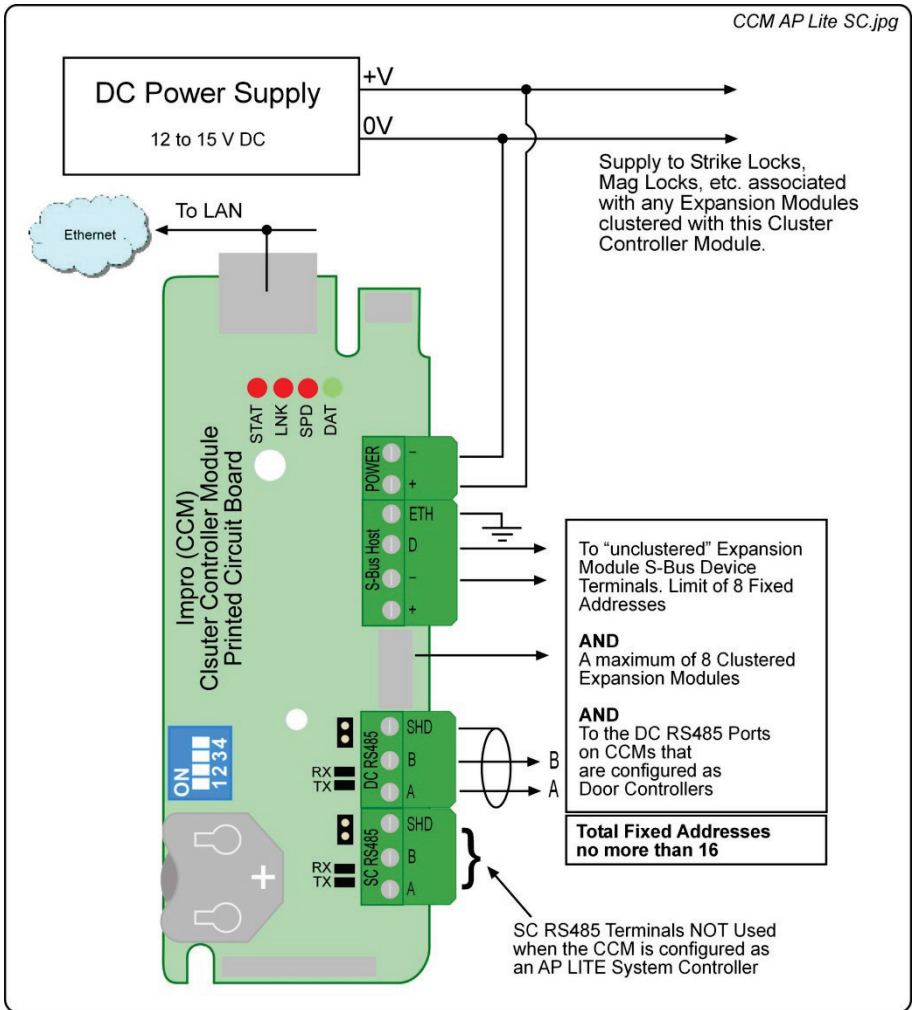 CCM AP Lite SC.jpg
DC Power Supply
12 to 15 V DC
+V
0V
Supply to Strike Locks,
Mag Locks, etc. associated
with any Expansion Modules
clustered with this Cluster
Controller Module.
To LAN
Ethernet
STAT
LNK
SPD
DAT
Impro (CCM)
Clsuter Controller Module
Printed Circuit Board
POWER
–
+
S-Bus Host
ETH
D
–
+
To “unclustered” Expansion
Module S-Bus Device
Terminals. Limit of 8 Fixed
Addresses
AND
A maximum of 8 Clustered
Expansion Modules
AND
To the DC RS485 Ports
on CCMs that
are configured as
Door Controllers
Total Fixed Addresses
no more than 16
ON
1 2 3 4
RX
TX
DC RS485
SHD
B
A
B
A
RX
TX
SC RS485
SHD
B
A
+
SC RS485 Terminals NOT Used
when the CCM is configured as
an AP LITE System Controller